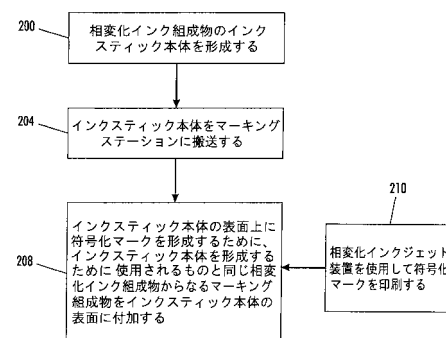 200
相変化インク組成物のインク
スティック本体を形成する
204
インクスティック本体をマーキング
ステーションに搬送する
208
インクスティック本体の表面上に
符号化マークを形成するために、
インクスティック本体を形成する
ために使用されるものと同じ相変
化インク組成物からなるマーキング
組成物をインクスティック本体の
表面に付加する
210
相変化インクジェット
装置を使用して符号化
マークを印刷する